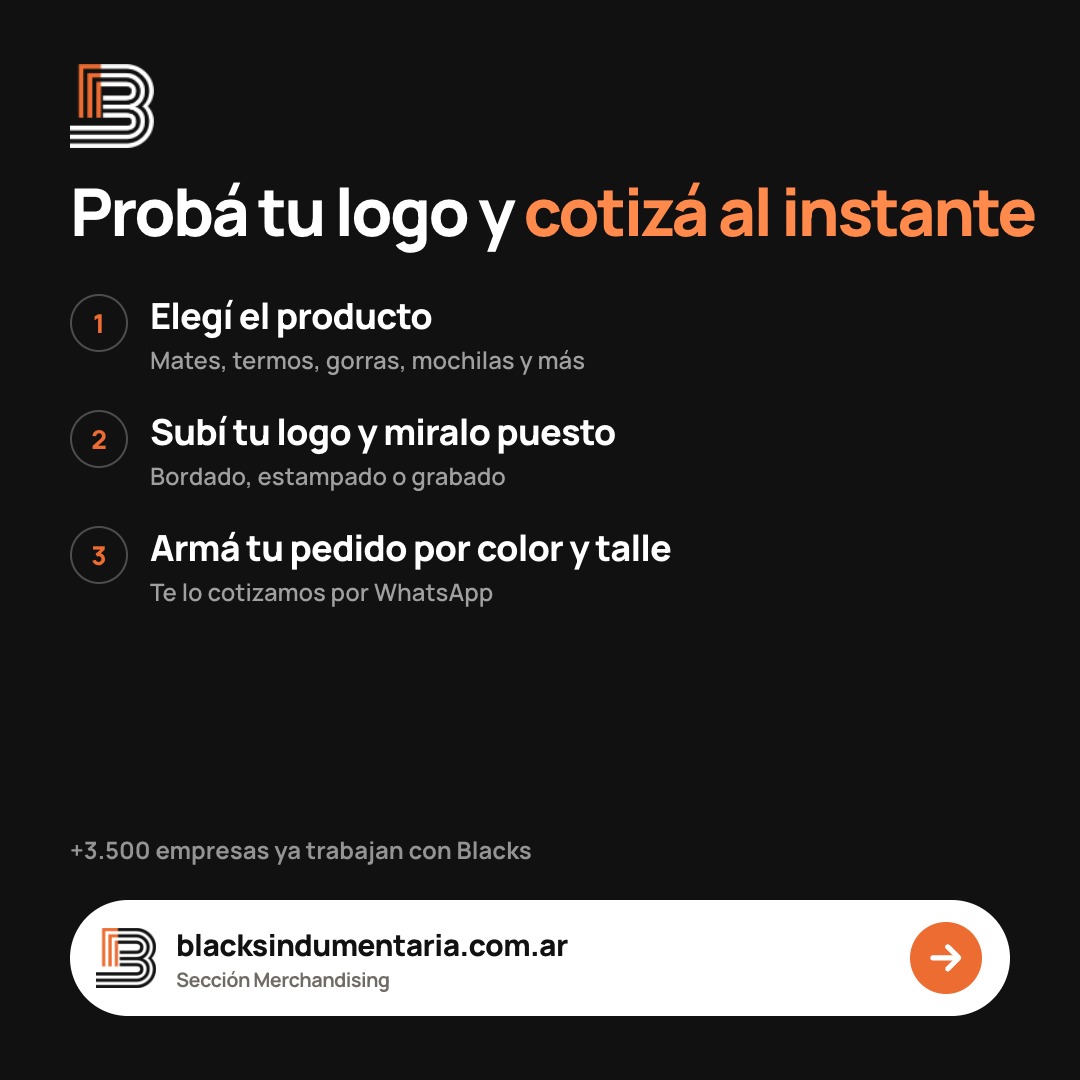 Probá tu logo y cotizá al instante
1
Elegí el producto
Mates, termos, gorras, mochilas y más
2
Subí tu logo y miralo puesto
Bordado, estampado o grabado
3
Armá tu pedido por color y talle
Te lo cotizamos por WhatsApp
+3.500 empresas ya trabajan con Blacks
blacksindumentaria.com.ar
Sección Merchandising